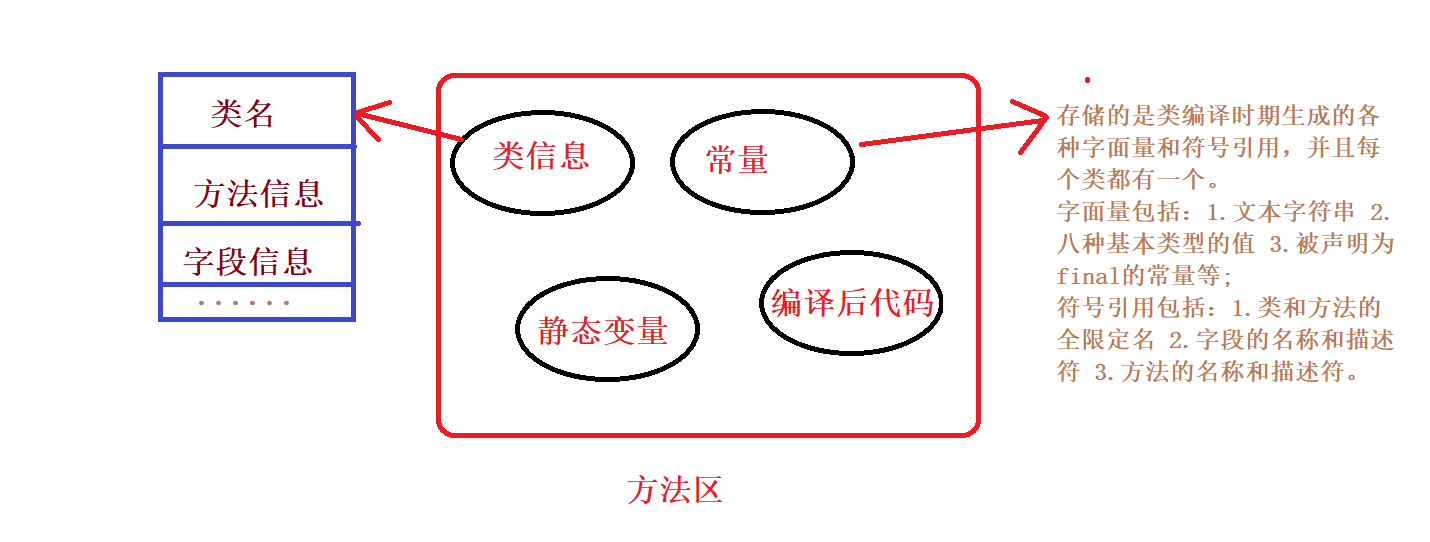 类名
方法信息
字段信息
······
类信息
常量
静态变量
编译后代码
方法区
存储的是类编译时期生成的各
种字面量和符号引用，并且每
个类都有一个。
字面量包括：1.文本字符串 2.
八种基本类型的值 3.被声明为
final的常量等;
符号引用包括：1.类和方法的
全限定名 2.字段的名称和描述
符 3.方法的名称和描述符。